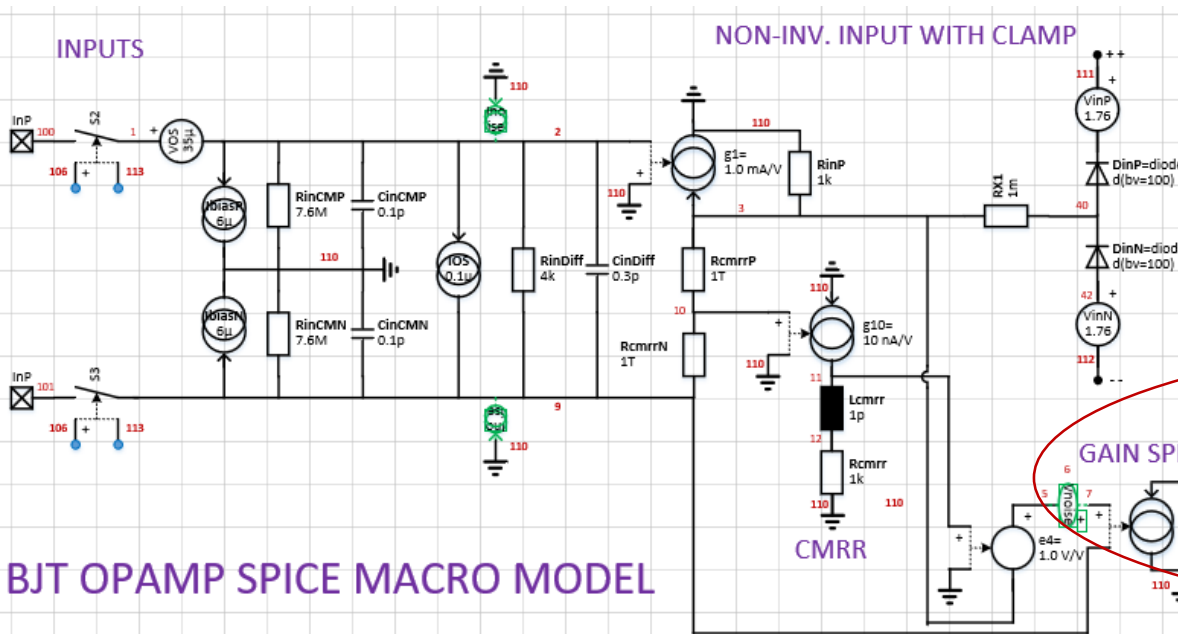 INPUTS
NON-INV. INPUT WITH CLAMP
++
111
+
VinP
1.76
110
InP
100
S2
1
+
VOS
35µ
2
110
g1=
1.0 mA/V
RinP
1k
DinP=diod
d(bv=100)
106
+
113
IbiasP
6µ
RinCMP
7.6M
CinCMP
0.1p
+
110
3
RX1
1m
40
110
IOS
0.1µ
RinDiff
4k
CinDiff
0.3p
RcmrrP
1T
DinN=diod
d(bv=100)
110
IbiasN
6µ
RinCMN
7.6M
CinCMN
0.1p
10
+
g10=
10 nA/V
42
+
VinN
1.76
RcmrrN
1T
110
112
InP
101
S3
11
--
106
+
113
9
Lcmrr
1p
110
12
Rcmrr
1k
110
110
GAIN SP
6
5
Vnoise
7
+
+
+
+
e4=
1.0 V/V
110
CMRR
BJT OPAMP SPICE MACRO MODEL